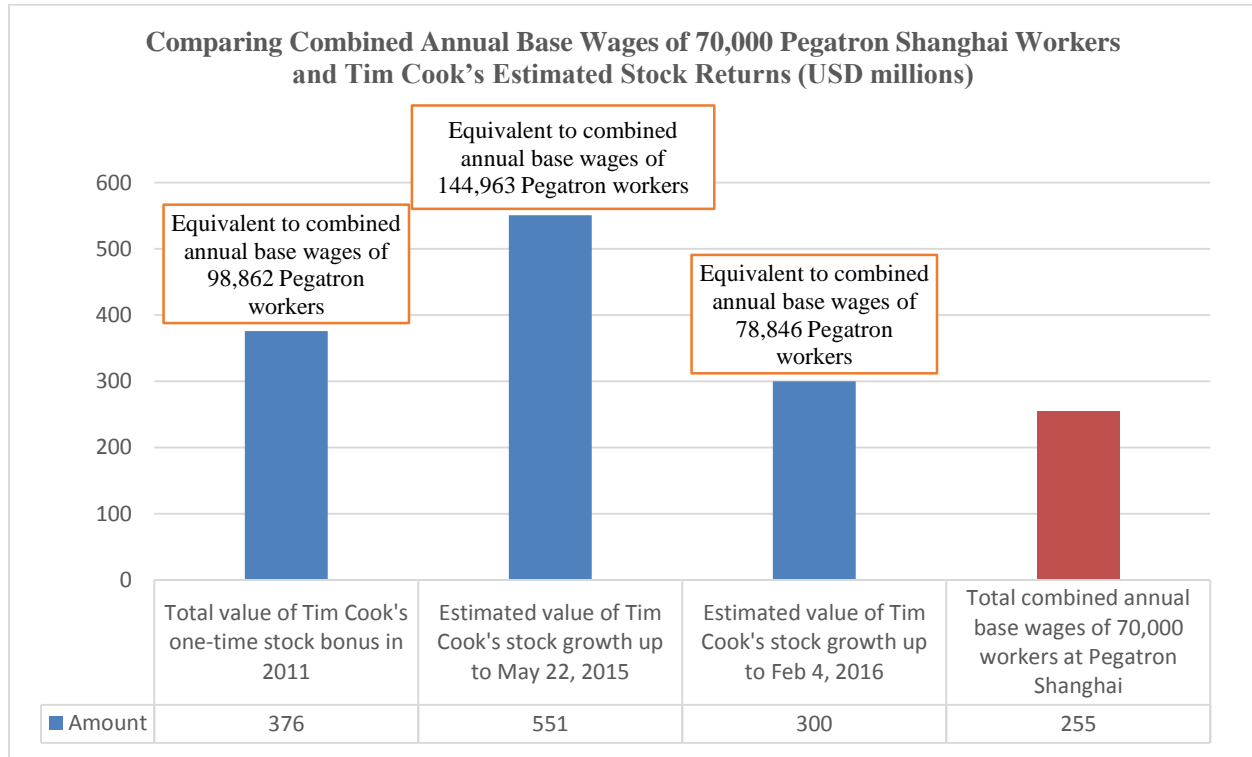 Comparing Combined Annual Base Wages of 70,000 Pegatron Shanghai Workers
and Tim Cook's Estimated Stock Returns (USD millions)
Equivalent to combined
annual base wages of
144,963 Pegatron workers
Equivalent to combined
annual base wages of
98,862 Pegatron
workers
Equivalent to combined
annual base wages of
78,846 Pegatron
workers
600
500
400
300
200
100
0
Total value of Tim Cook's
one-time stock bonus in
2011
Estimated value of Tim
Cook's stock growth up
to May 22, 2015
Estimated value of Tim
Cook's stock growth up
to Feb 4, 2016
Total combined annual
base wages of 70,000
workers at Pegatron
Shanghai
Amount 376 551 300 255